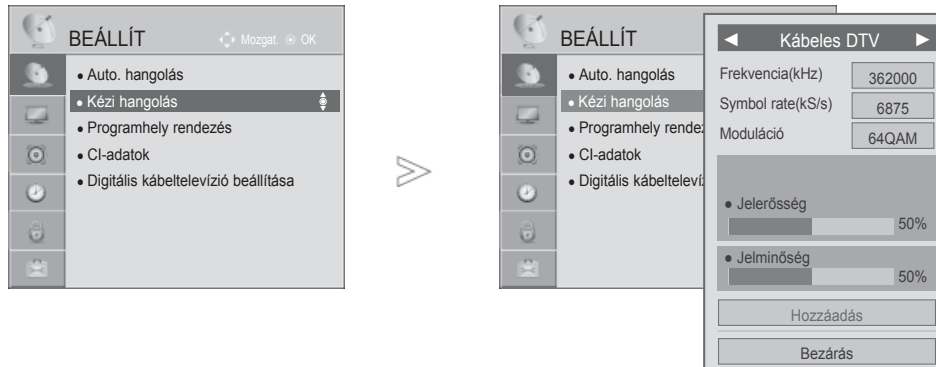 BEÁLLÍT
Mozgat. OK
• Auto. hangolás
• Kézi hangolás
• Programhely rendezés
• CI-adatok
• Digitális kábeltelevízió beállítása
BEÁLLÍT
• Auto. hangolás
• Kézi hangolás
• Programhely rendez
• CI-adatok
• Digitális kábeltelevíz
◄ Kábeles DTV ►
Frekvencia(kHz) 362000
Symbol rate(kS/s) 6875
Moduláció 64QAM
• Jelerősség
50%
• Jelminőség
50%
Hozzáadás
Bezárás